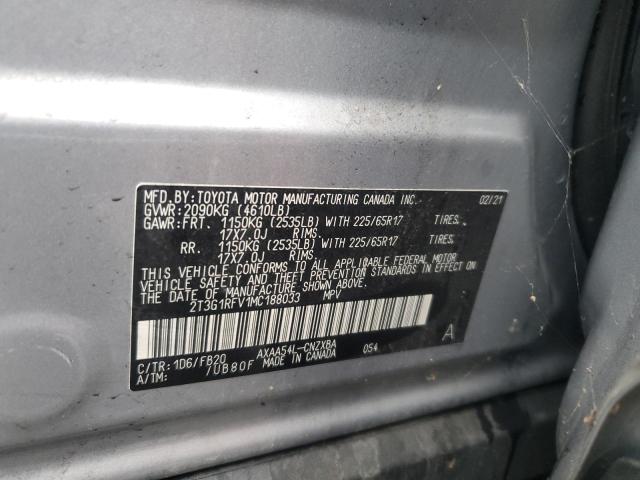 MFD.BY:TOYOTA MOTOR MANUFACTURING CANADA INC. 02/21
GVWR:2090KG (4610LB)
GAWR:FRT. 1150KG (2535LB) WITH 225/65R17 TIRES,
17X7.0J RIMS.
RR. 1150KG (2535LB) WITH 225/65R17 TIRES,
17X7.0J RIMS.
THIS VEHICLE CONFORMS TO ALL APPLICABLE FEDERAL MOTOR
VEHICLE SAFETY AND THEFT PREVENTION STANDARDS IN EFFECT ON
THE DATE OF MANUFACTURE SHOWN ABOVE.
2T3G1RFV1MC188033 MPV
A
C/TR:1D6/FB20 AXAA54L-CNZXBA 054
A/TM: /UB80F MADE IN CANADA